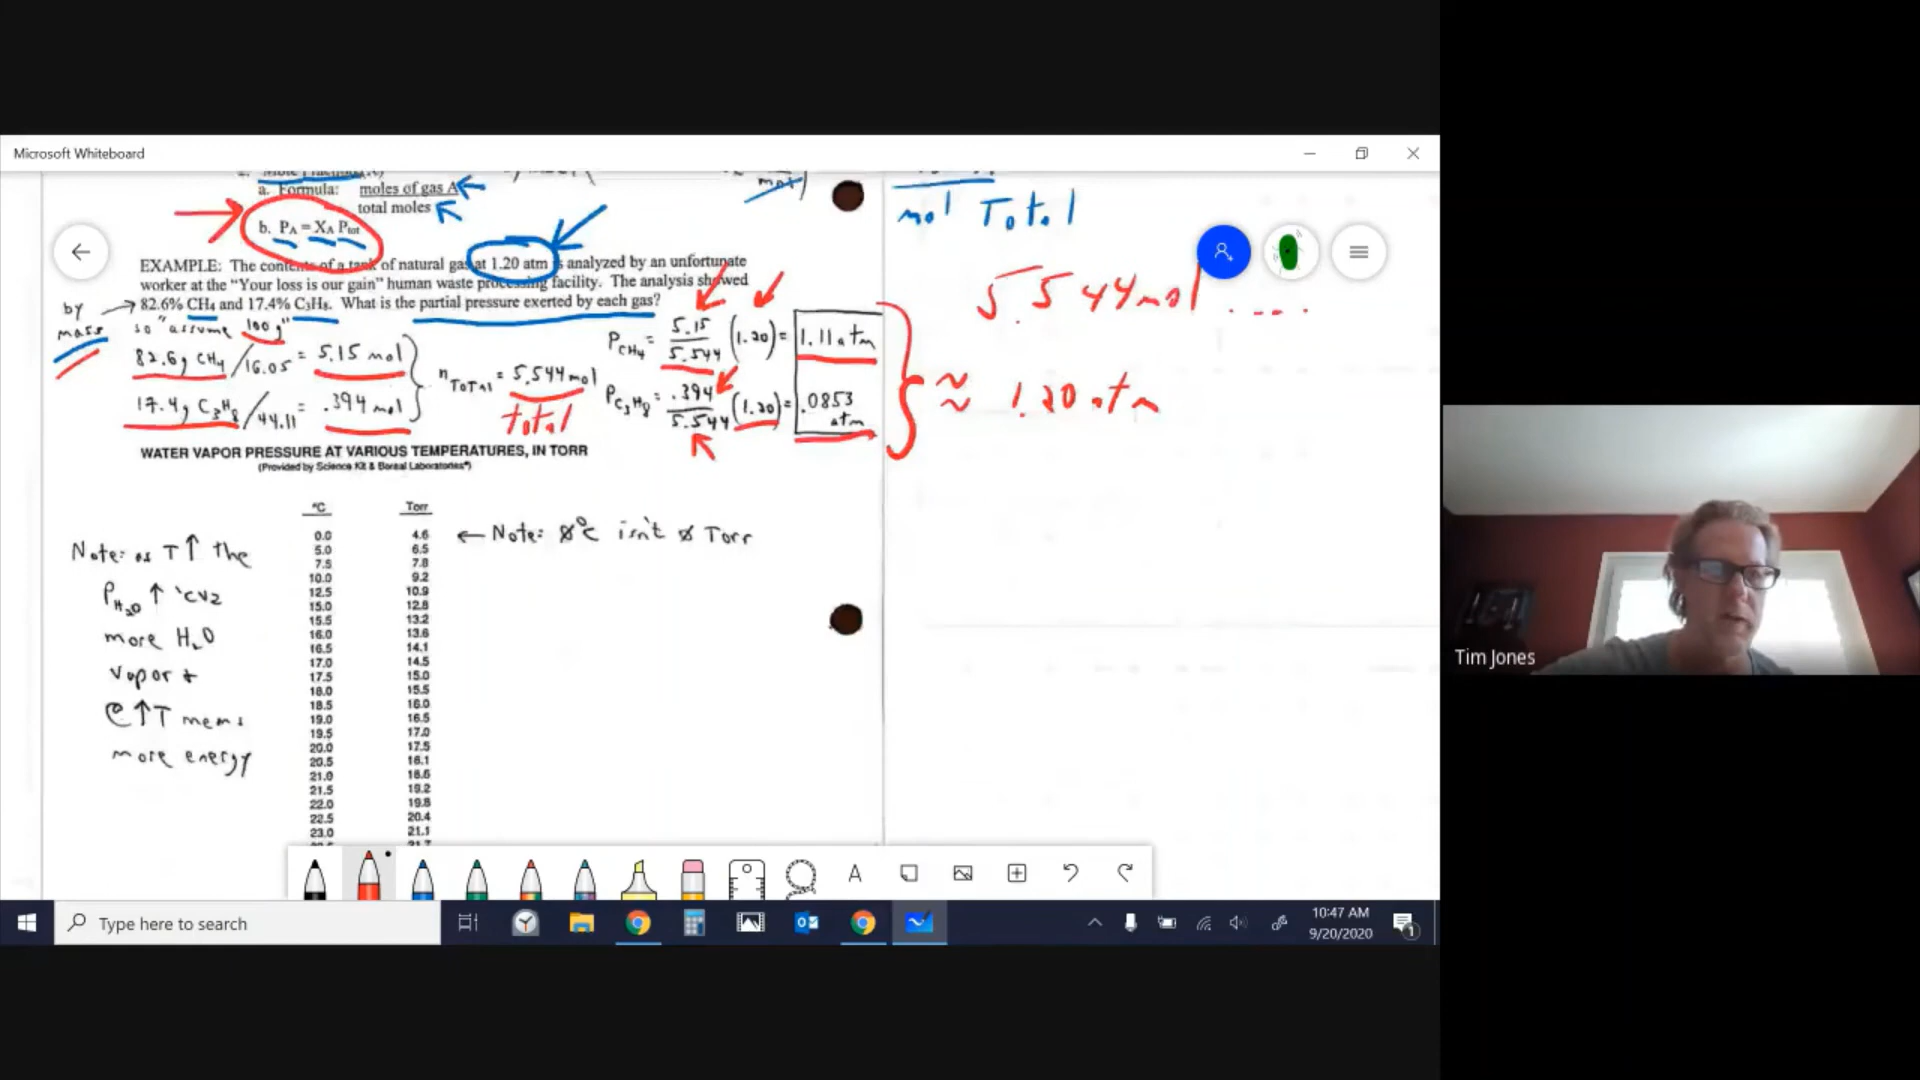 Microsoft Whiteboard
a. Formula: moles of gas A
total moles
mol Total
b. PA = XA Ptot
EXAMPLE: The contents of a tank of natural gas at 1.20 atm is analyzed by an unfortunate
worker at the “Your loss is our gain” human waste processing facility. The analysis showed
82.6% CH4 and 17.4% C3H8. What is the partial pressure exerted by each gas?
by mass
so "assume 100g"
82.6g CH4 /16.05 = 5.15 mol
17.4g C3H8 /44.11 = .394 mol
nTOTAL = 5.544 mol
total
PCH4 = 5.15/5.544 (1.20) = 1.11 atm
PC3H8 = .394/5.544 (1.20) = .0853 atm
5.544 mol ....
≈ 1.20 atm
WATER VAPOR PRESSURE AT VARIOUS TEMPERATURES, IN TORR
(Provided by Science Kit & Boreal Laboratories®)
°C Torr
0.0 4.6
5.0 6.5
7.5 7.8
10.0 9.2
12.5 10.9
15.0 12.8
15.5 13.2
16.0 13.6
16.5 14.1
17.0 14.5
17.5 15.0
18.0 15.5
18.5 16.0
19.0 16.5
19.5 17.0
20.0 17.5
20.5 18.1
21.0 18.6
21.5 19.2
22.0 19.8
22.5 20.4
23.0 21.1
← Note: 0°C isn't 0 Torr
Note: as T↑ the
PH2O ↑ 'cuz
more H2O
vapor +
@ ↑T means
more energy
Tim Jones
Type here to search
10:47 AM
9/20/2020
1